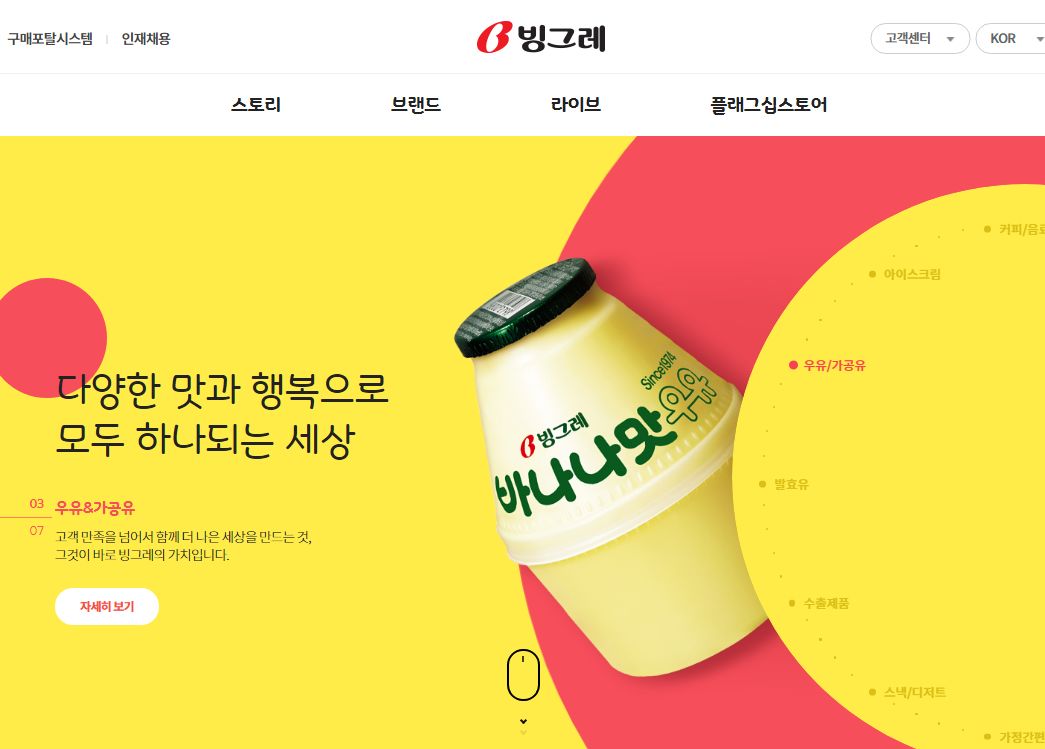 구매포탈시스템 | 인재채용
빙그레
고객센터
KOR
스토리
브랜드
라이브
플래그십스토어
다양한 맛과 행복으로
모두 하나되는 세상
03
07
우유&가공유
고객 만족을 넘어서 함께 더 나은 세상을 만드는 것,
그것이 바로 빙그레의 가치입니다.
자세히 보기
Since1974
빙그레
바나나맛
우유
커피/음료
아이스크림
우유/가공유
발효유
수출제품
스낵/디저트
가정간편